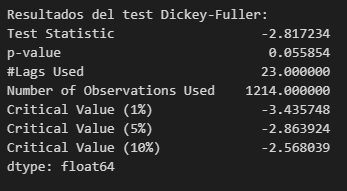 Resultados del test Dickey-Fuller:
Test Statistic -2.817234
p-value 0.055854
#Lags Used 23.000000
Number of Observations Used 1214.000000
Critical Value (1%) -3.435748
Critical Value (5%) -2.863924
Critical Value (10%) -2.568039
dtype: float64